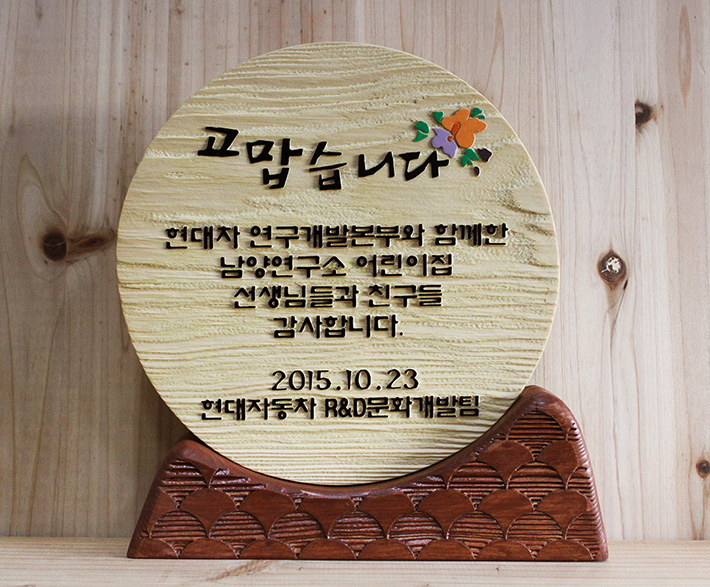 고맙습니다
현대차 연구개발본부와 함께한
남양연구소 어린이집
선생님들과 친구들
감사합니다.
2015.10.23
현대자동차 R&D문화개발팀